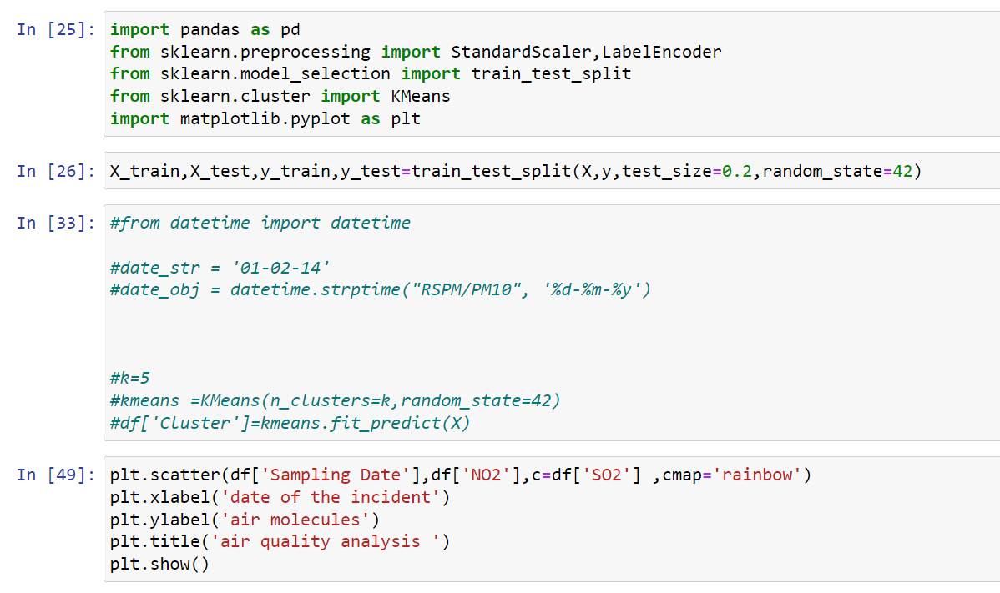 In [25]: import pandas as pd
from sklearn.preprocessing import StandardScaler,LabelEncoder
from sklearn.model_selection import train_test_split
from sklearn.cluster import KMeans
import matplotlib.pyplot as plt
In [26]: X_train,X_test,y_train,y_test=train_test_split(X,y,test_size=0.2,random_state=42)
In [33]: #from datetime import datetime
#date_str = '01-02-14'
#date_obj = datetime.strptime("RSPM/PM10", '%d-%m-%y')
#k=5
#kmeans =KMeans(n_clusters=k,random_state=42)
#df['Cluster']=kmeans.fit_predict(X)
In [49]: plt.scatter(df['Sampling Date'],df['NO2'],c=df['SO2'] ,cmap='rainbow')
plt.xlabel('date of the incident')
plt.ylabel('air molecules')
plt.title('air quality analysis ')
plt.show()